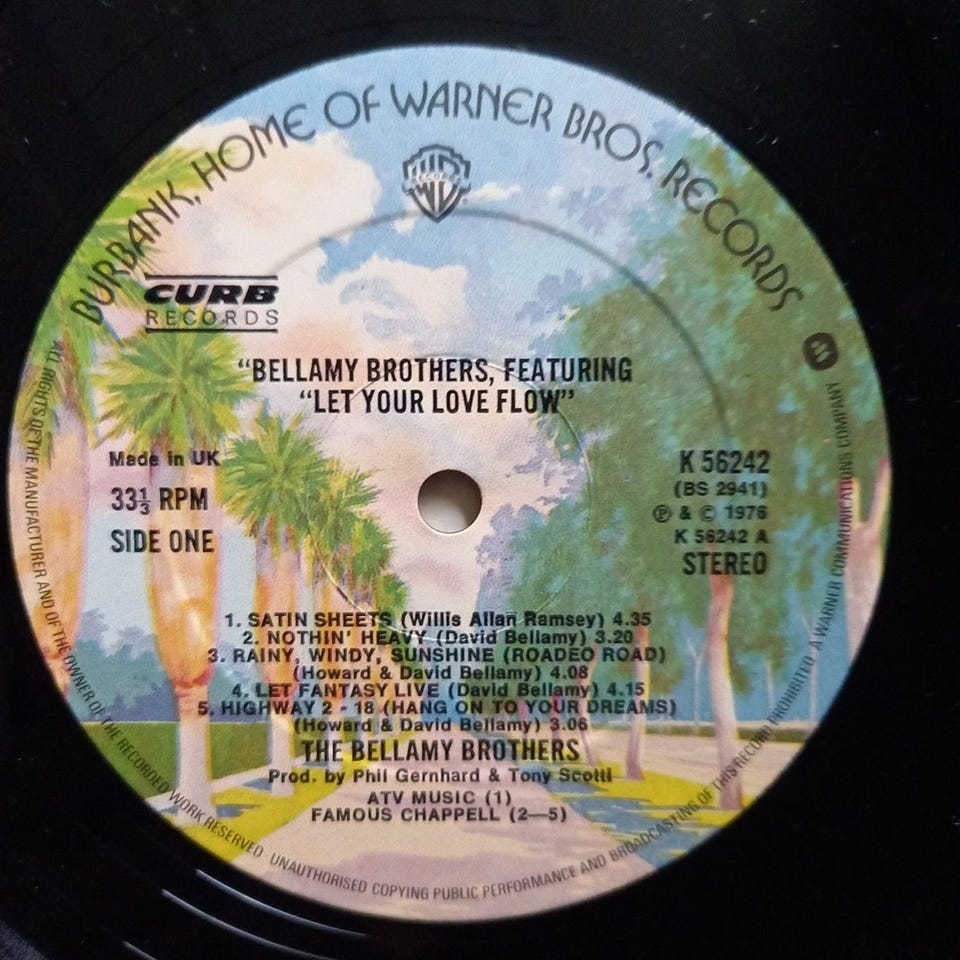 BURBANK, HOME OF WARNER BROS. RECORDS
WB
RECORDS
CURB
RECORDS
“BELLAMY BROTHERS, FEATURING
“LET YOUR LOVE FLOW”
Made in UK
33⅓ RPM
SIDE ONE
K 56242
(BS 2941)
℗ & © 1976
K 56242 A
STEREO
1. SATIN SHEETS (Willis Allan Ramsey) 4.35
2. NOTHIN' HEAVY (David Bellamy) 3.20
3. RAINY, WINDY, SUNSHINE (ROADEO ROAD)
(Howard & David Bellamy) 4.08
4. LET FANTASY LIVE (David Bellamy) 4.15
5. HIGHWAY 2 - 18 (HANG ON TO YOUR DREAMS)
(Howard & David Bellamy) 3.06
THE BELLAMY BROTHERS
Prod. by Phil Gernhard & Tony Scotti
ATV MUSIC (1)
FAMOUS CHAPPELL (2—5)
ALL RIGHTS OF THE MANUFACTURER AND OF THE OWNER OF THE RECORDED WORK RESERVED · UNAUTHORISED COPYING PUBLIC PERFORMANCE AND BROADCASTING OF THIS RECORD PROHIBITED A WARNER COMMUNICATIONS COMPANY